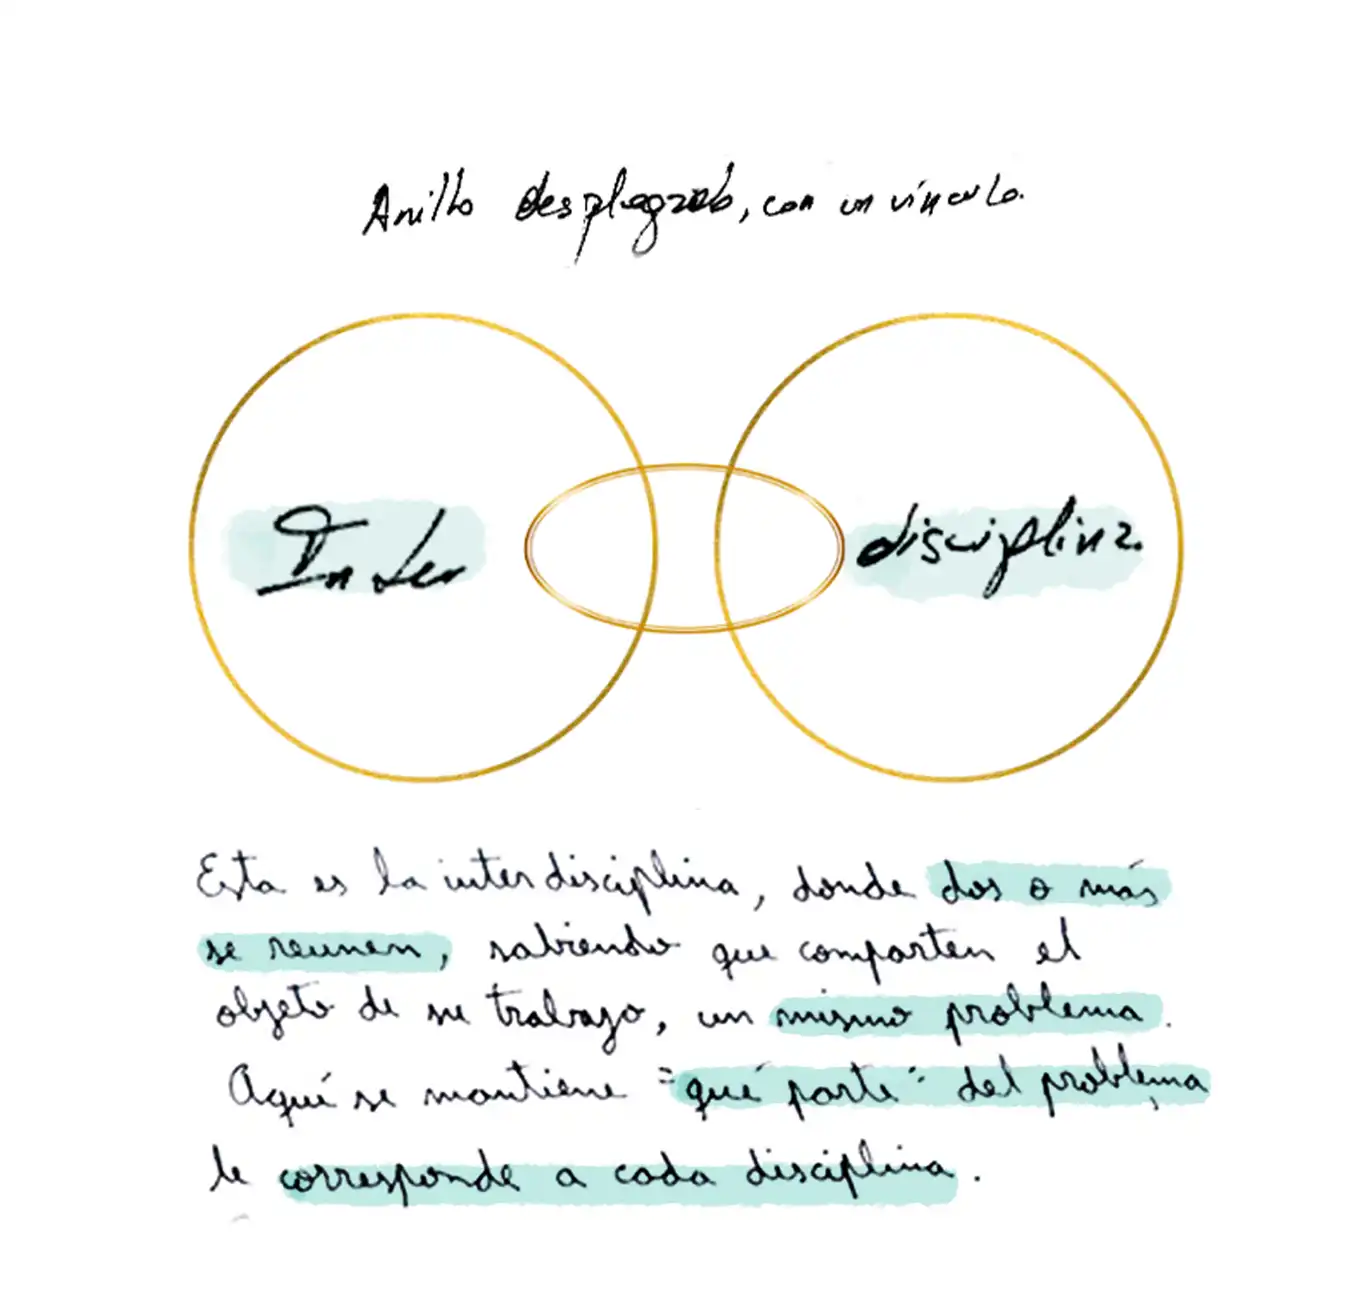 Anillo desplegado, con un vínculo.
Inter
disciplina.
Esta es la interdisciplina, donde dos o más
se reunen, sabiendo que comparten el
objeto de su trabajo, un mismo problema.
Aquí se mantiene "qué parte" del problema
le corresponde a cada disciplina.